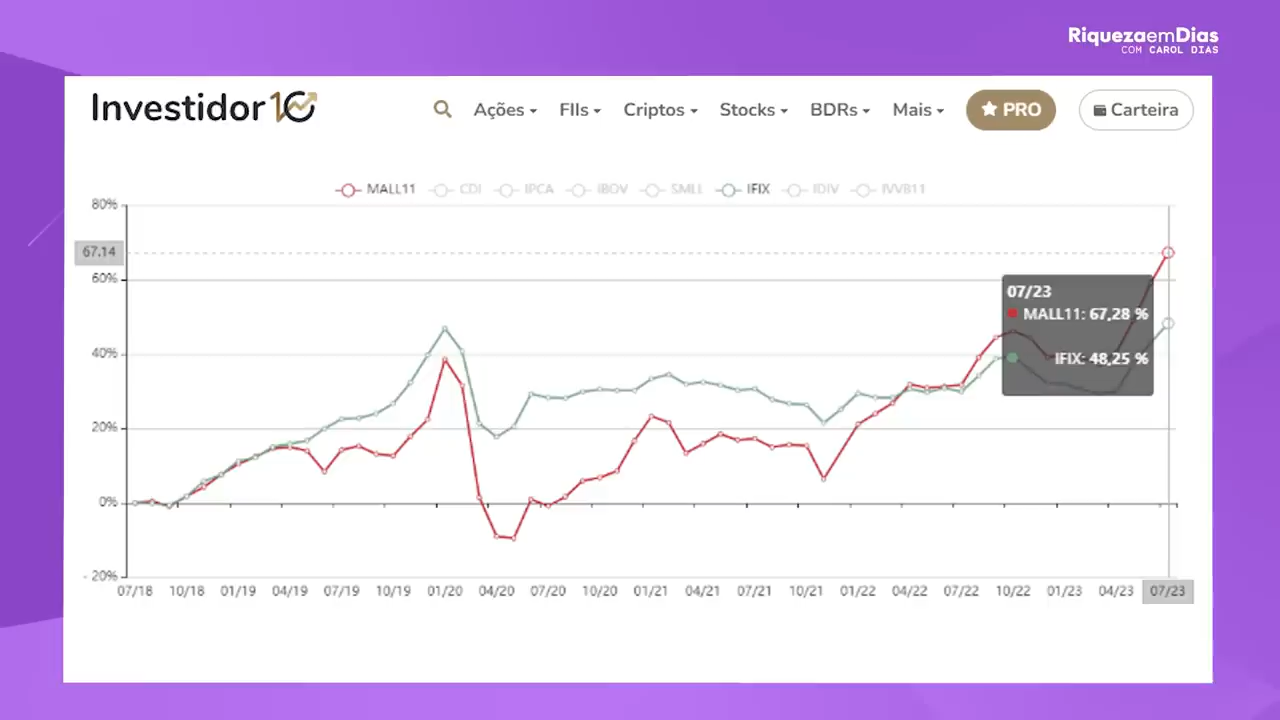 RiquezaemDias
COM CAROL DIAS
Investidor10
Ações
FIIs
Criptos
Stocks
BDRs
Mais
PRO
Carteira
MALL11 CDI IPCA IBOV SMLL IFIX IDIV IVVB11
80%
67.14
60%
40%
20%
0%
- 20%
07/23
MALL11: 67,28 %
IFIX: 48,25 %
07/18 10/18 01/19 04/19 07/19 10/19 01/20 04/20 07/20 10/20 01/21 04/21 07/21 10/21 01/22 04/22 07/22 10/22 01/23 04/23 07/23